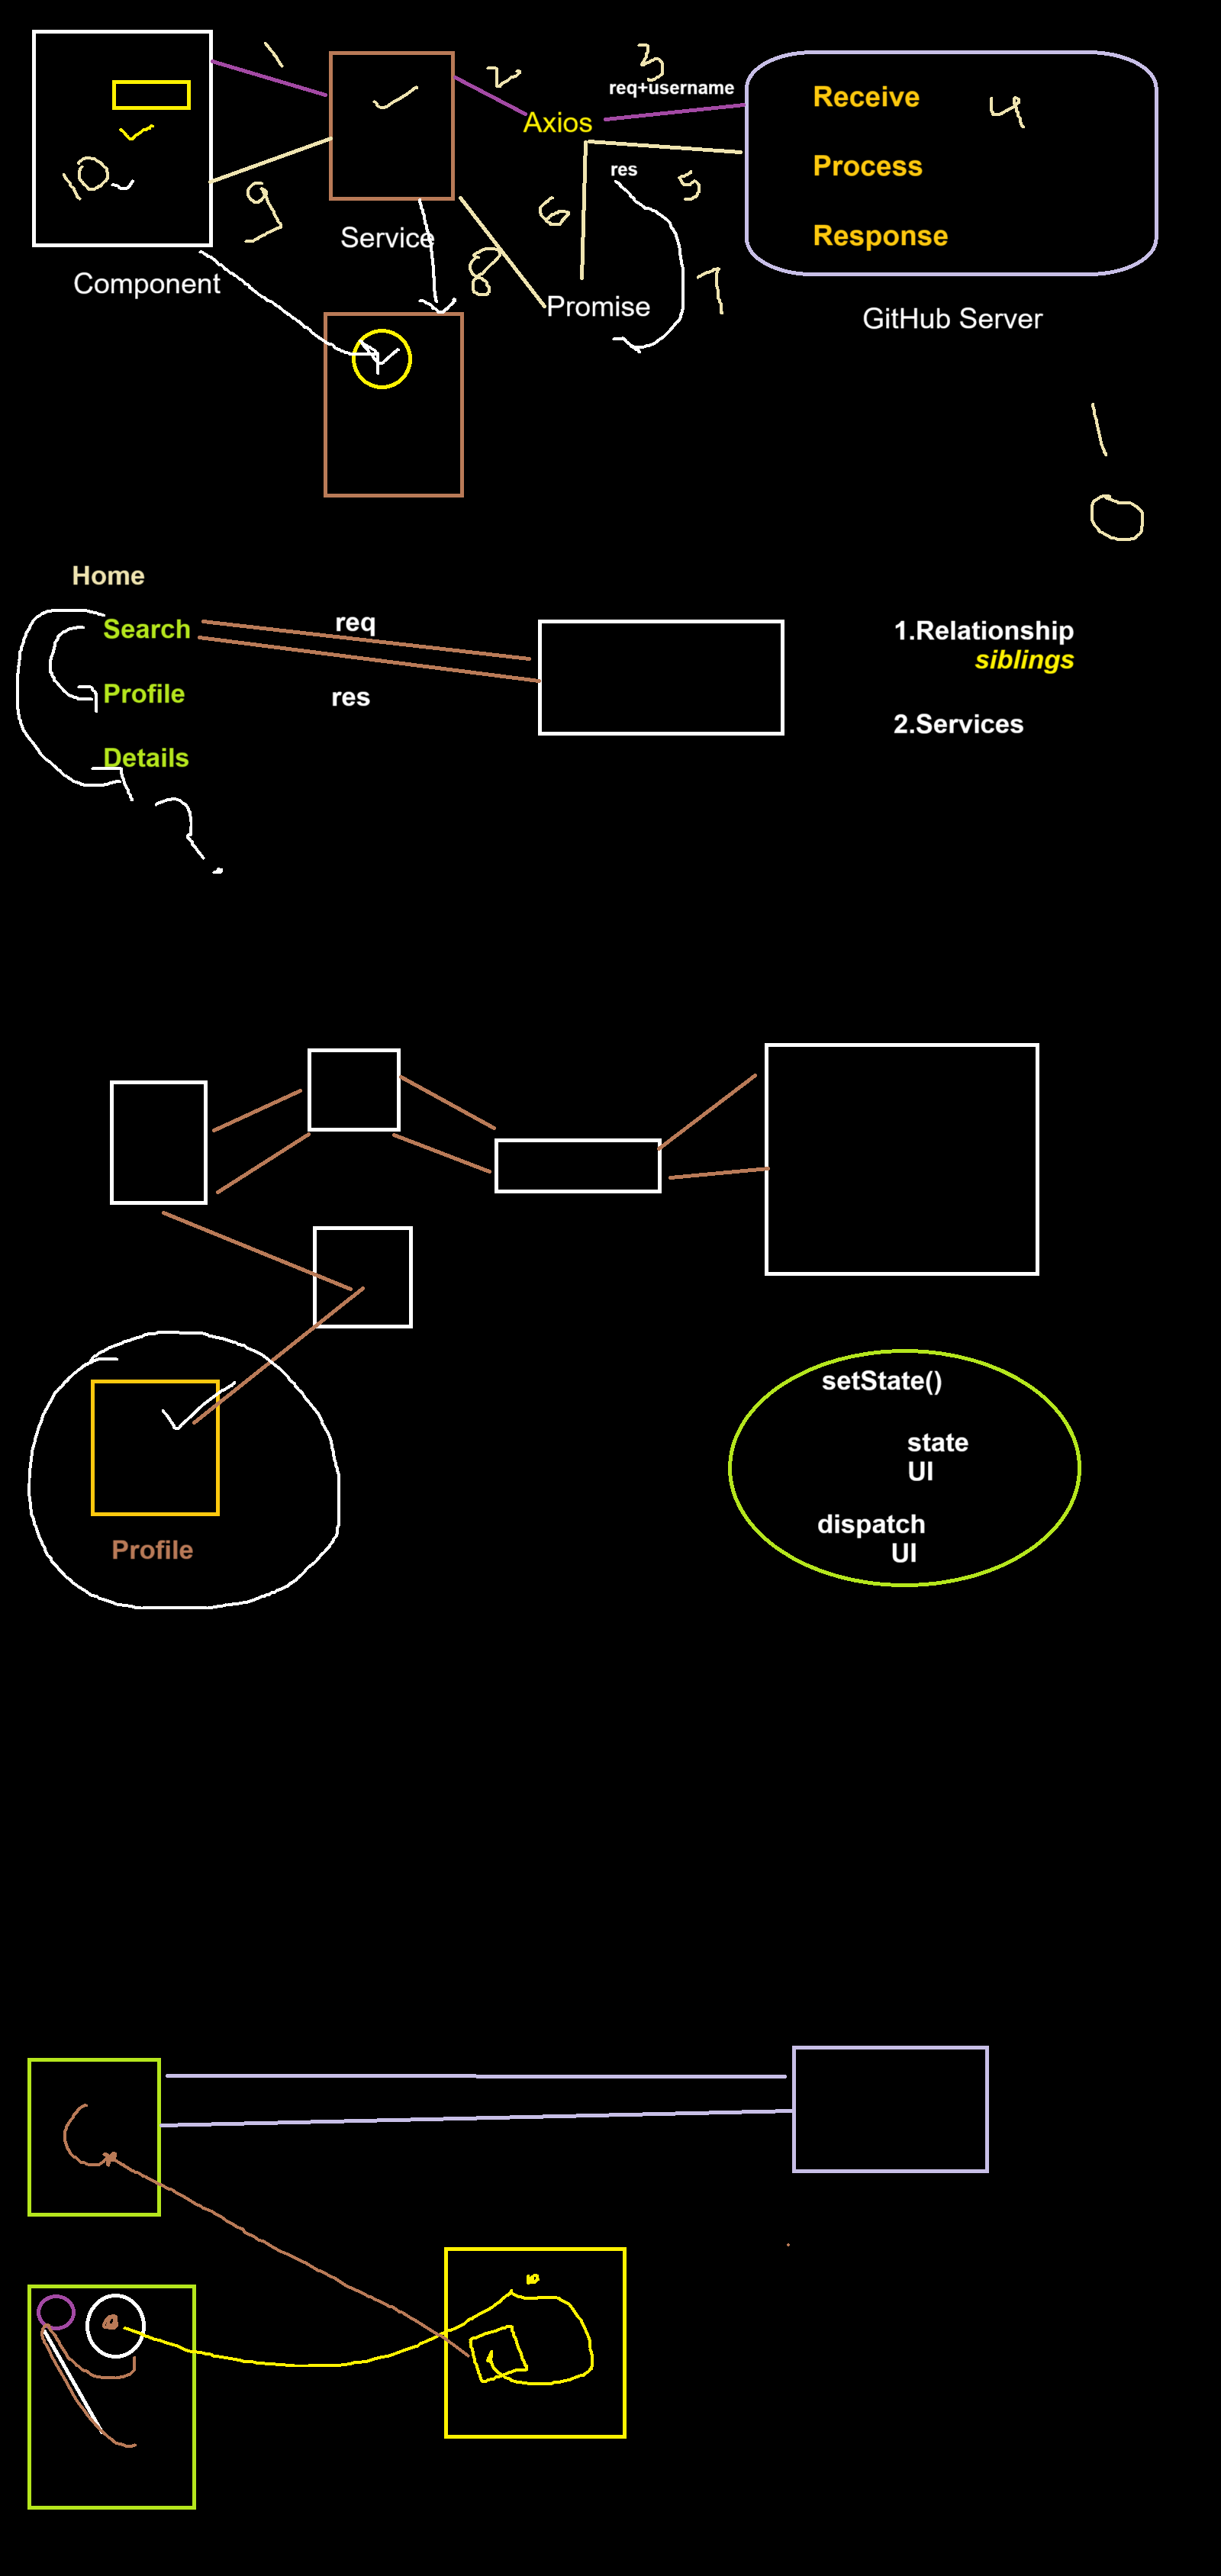 1
2
3
req+username
Receive
4
Axios
Process
res
5
10
9
6
Response
Service
8
7
Component
Promise
GitHub Server
1
0
Home
Search
req
1.Relationship
siblings
Profile
res
2.Services
Details
setState()
state
UI
dispatch
UI
Profile
10